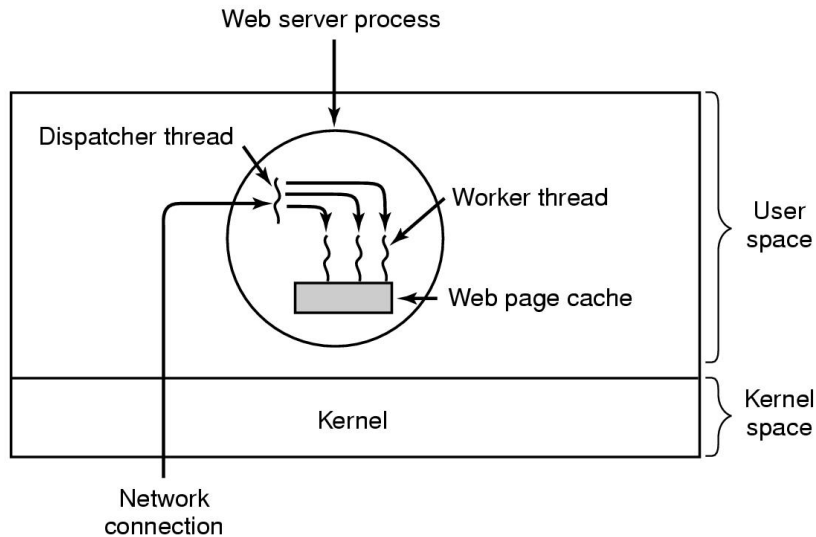 Web server process
Dispatcher thread
Worker thread
User
space
Web page cache
Kernel
Kernel
space
Network
connection